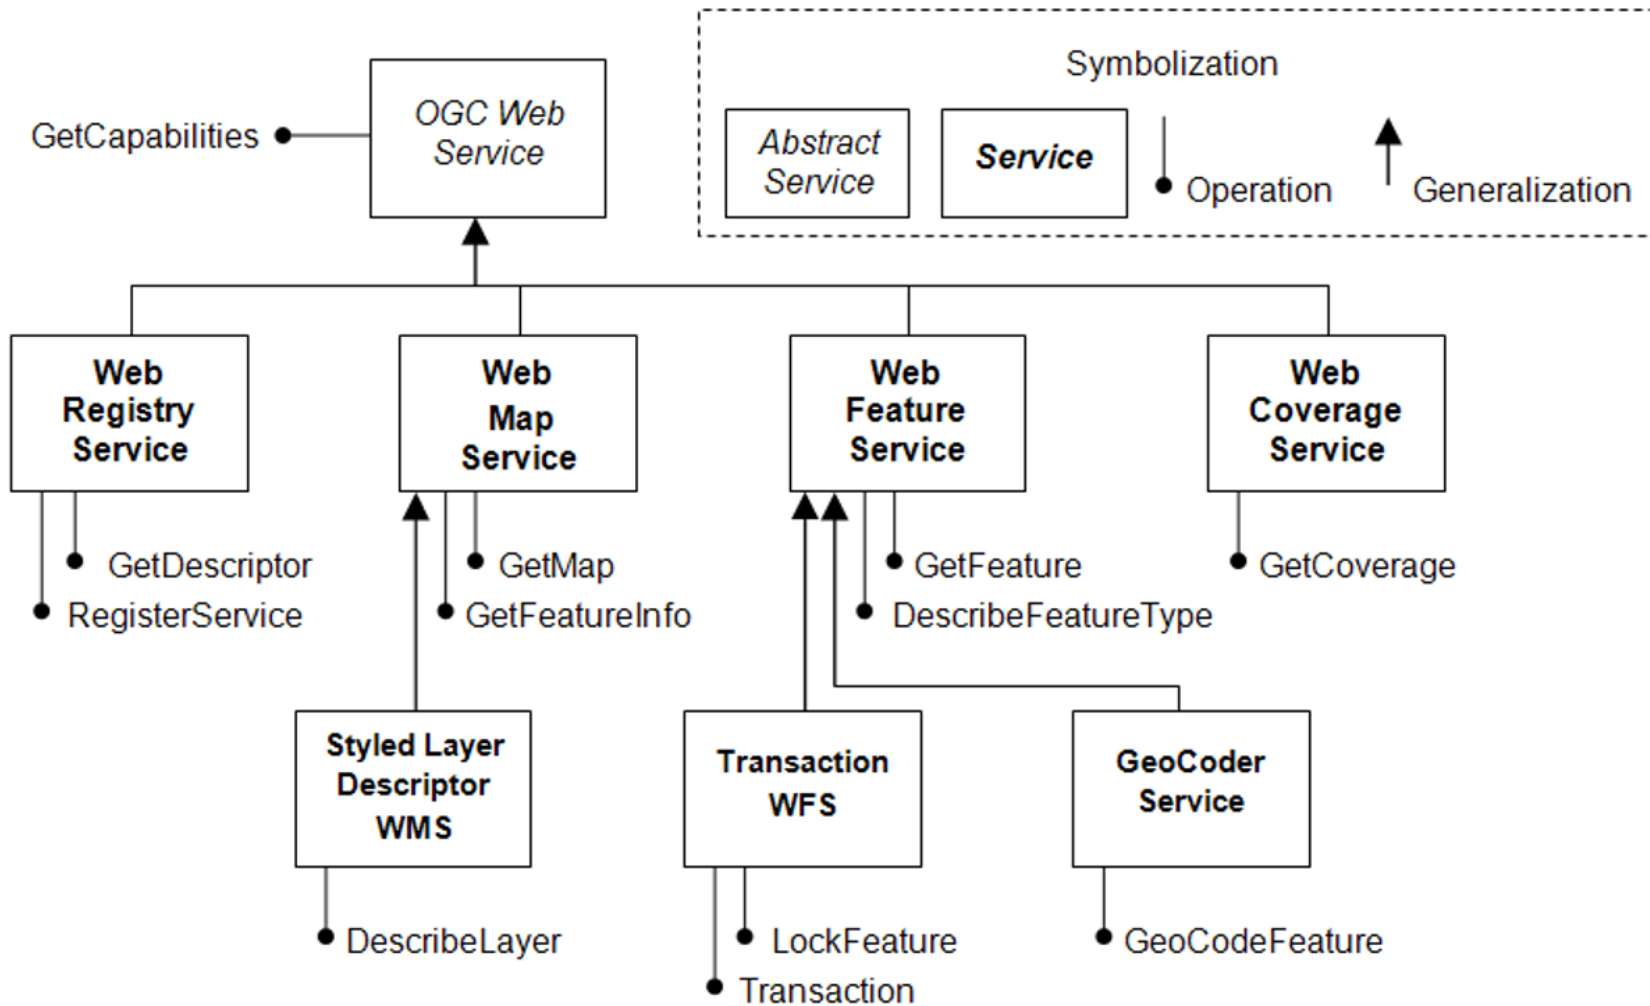 Symbolization
OGC Web
Service
GetCapabilities
Abstract
Service
Service
Operation
Generalization
Web
Registry
Service
Web
Map
Service
Web
Feature
Service
Web
Coverage
Service
GetDescriptor
RegisterService
GetMap
GetFeatureInfo
GetFeature
DescribeFeatureType
GetCoverage
Styled Layer
Descriptor
WMS
Transaction
WFS
GeoCoder
Service
DescribeLayer
LockFeature
Transaction
GeoCodeFeature